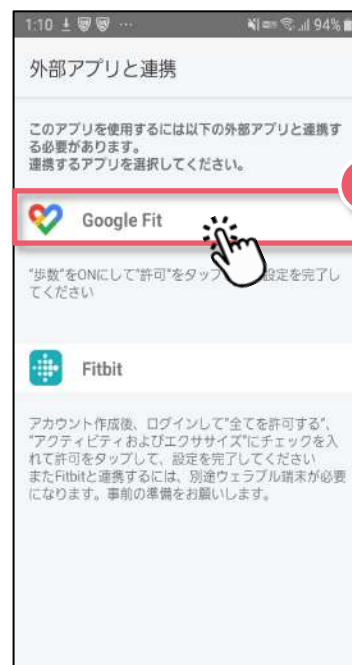 1:10 … 94%
外部アプリと連携
このアプリを使用するには以下の外部アプリと連携す
る必要があります。
連携するアプリを選択してください。
Google Fit
"歩数"をONにして"許可"をタップ 設定を完了し
てください
Fitbit
アカウント作成後、ログインして"全てを許可する"、
"アクティビティおよびエクササイズ"にチェックを入
れて許可をタップして、設定を完了してください
またFitbitと連携するには、別途ウェラブル端末が必要
になります。事前の準備をお願いします。